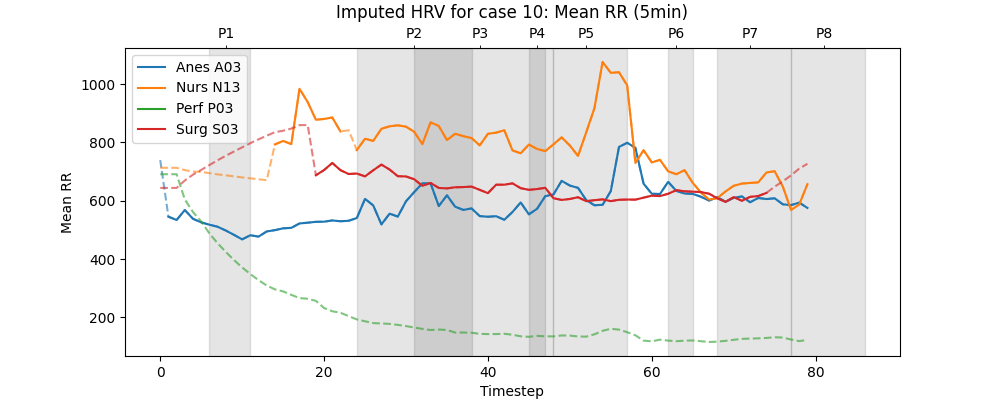 Imputed HRV for case 10: Mean RR (5min)
P1 P2 P3 P4 P5 P6 P7 P8
Anes A03
Nurs N13
Perf P03
Surg S03
1000
800
600
400
200
Mean RR
0 20 40 60 80
Timestep